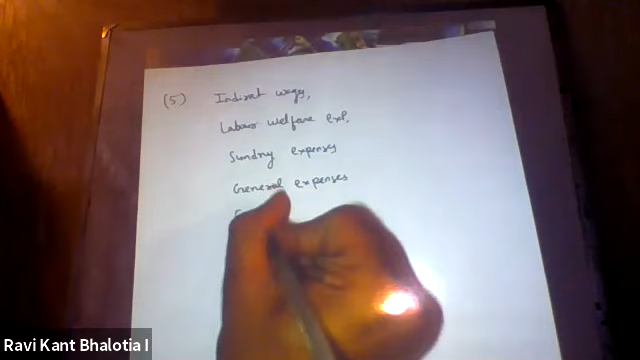 (5) Indirect wages,
Labour welfare exp.
Sundry expenses
General expenses
Ravi Kant Bhalotia I